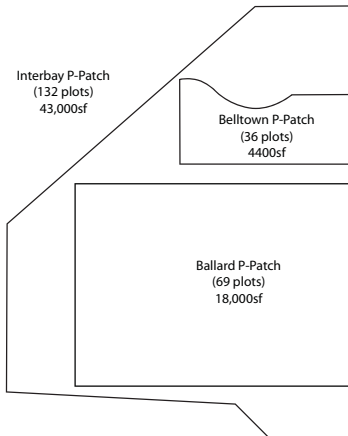 Interbay P-Patch
(132 plots)
43,000sf
Belltown P-Patch
(36 plots)
4400sf
Ballard P-Patch
(69 plots)
18,000sf